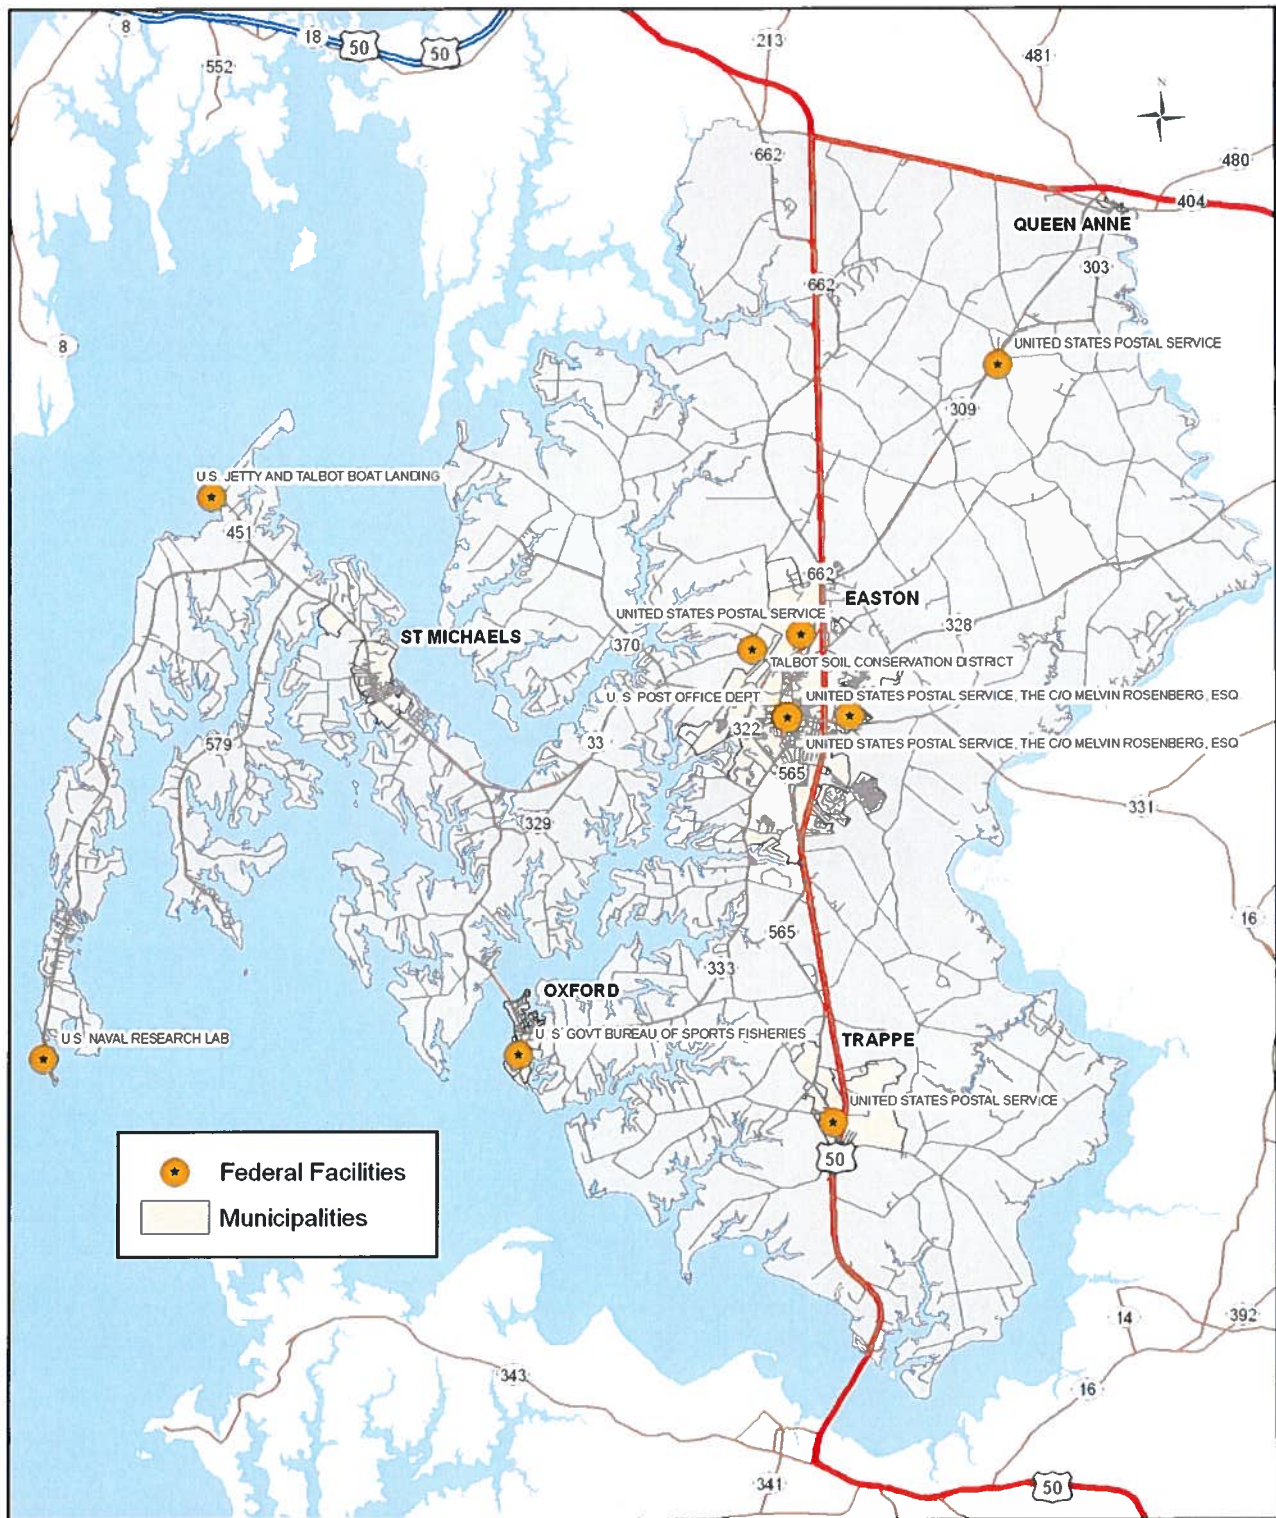 8
18
50
50
213
481
552
N
662
480
404
QUEEN ANNE
303
662
8
UNITED STATES POSTAL SERVICE
309
U.S. JETTY AND TALBOT BOAT LANDING
451
662
EASTON
UNITED STATES POSTAL SERVICE
328
ST MICHAELS
370
TALBOT SOIL CONSERVATION DISTRICT
U. S POST OFFICE DEPT
UNITED STATES POSTAL SERVICE, THE C/O MELVIN ROSENBERG, ESQ
322
579
33
UNITED STATES POSTAL SERVICE, THE C/O MELVIN ROSENBERG, ESQ
565
331
329
16
565
333
OXFORD
U.S. NAVAL RESEARCH LAB
U. S. GOVT BUREAU OF SPORTS FISHERIES
TRAPPE
UNITED STATES POSTAL SERVICE
50
Federal Facilities
Municipalities
14
392
343
16
341
50